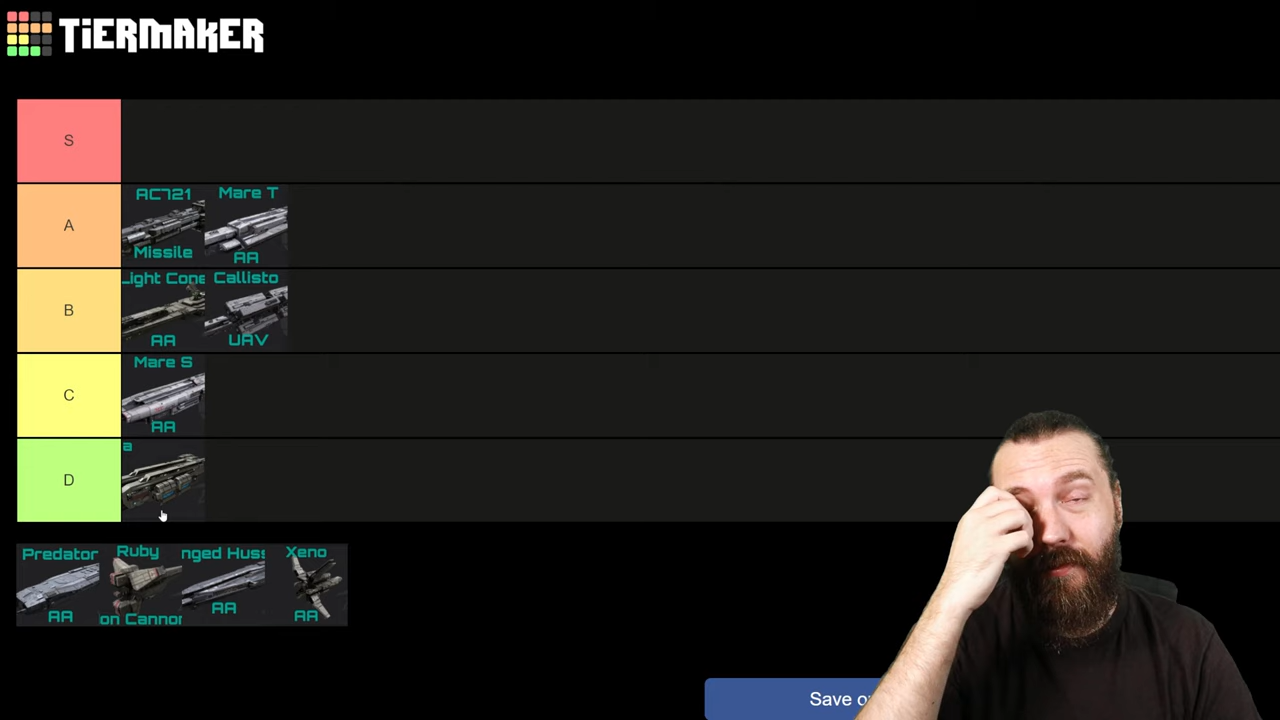 TiERMAKER
S
A
AC721
Missile
Mare T
AA
B
Light Cone
AA
Callisto
UAV
C
Mare S
AA
D
a
Predator
AA
Ruby
on Cannon
nged Huss
AA
Xeno
AA
Save o